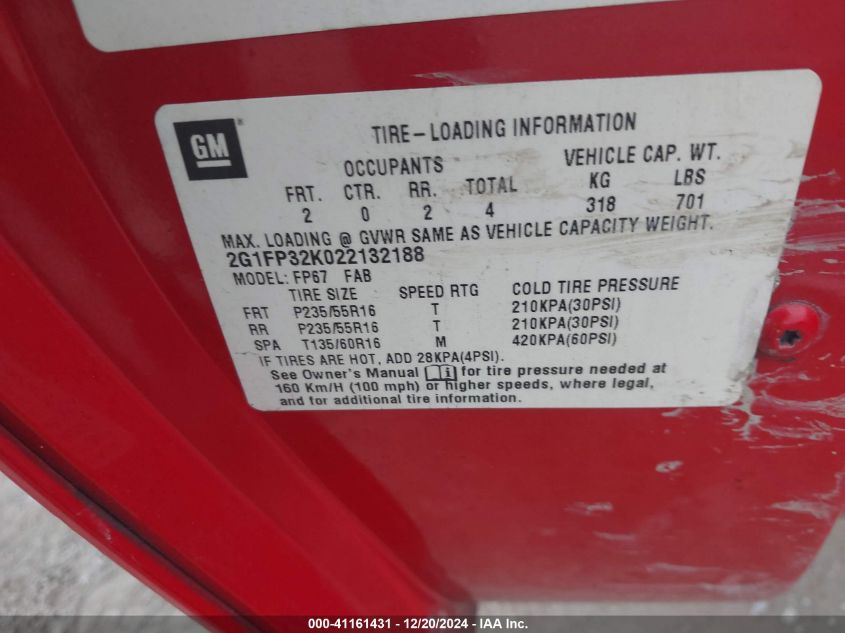 GM
TIRE-LOADING INFORMATION
OCCUPANTS VEHICLE CAP. WT.
FRT. CTR. RR. TOTAL KG LBS
2 0 2 4 318 701
MAX. LOADING @ GVWR SAME AS VEHICLE CAPACITY WEIGHT.
2G1FP32K022132188
MODEL: FP67 FAB
TIRE SIZE SPEED RTG COLD TIRE PRESSURE
FRT P235/55R16 T 210KPA(30PSI)
RR P235/55R16 T 210KPA(30PSI)
SPA T135/60R16 M 420KPA(60PSI)
IF TIRES ARE HOT, ADD 28KPA(4PSI).
See Owner's Manual i for tire pressure needed at
160 Km/H (100 mph) or higher speeds, where legal,
and for additional tire information.
000-41161431 - 12/20/2024 - IAA Inc.